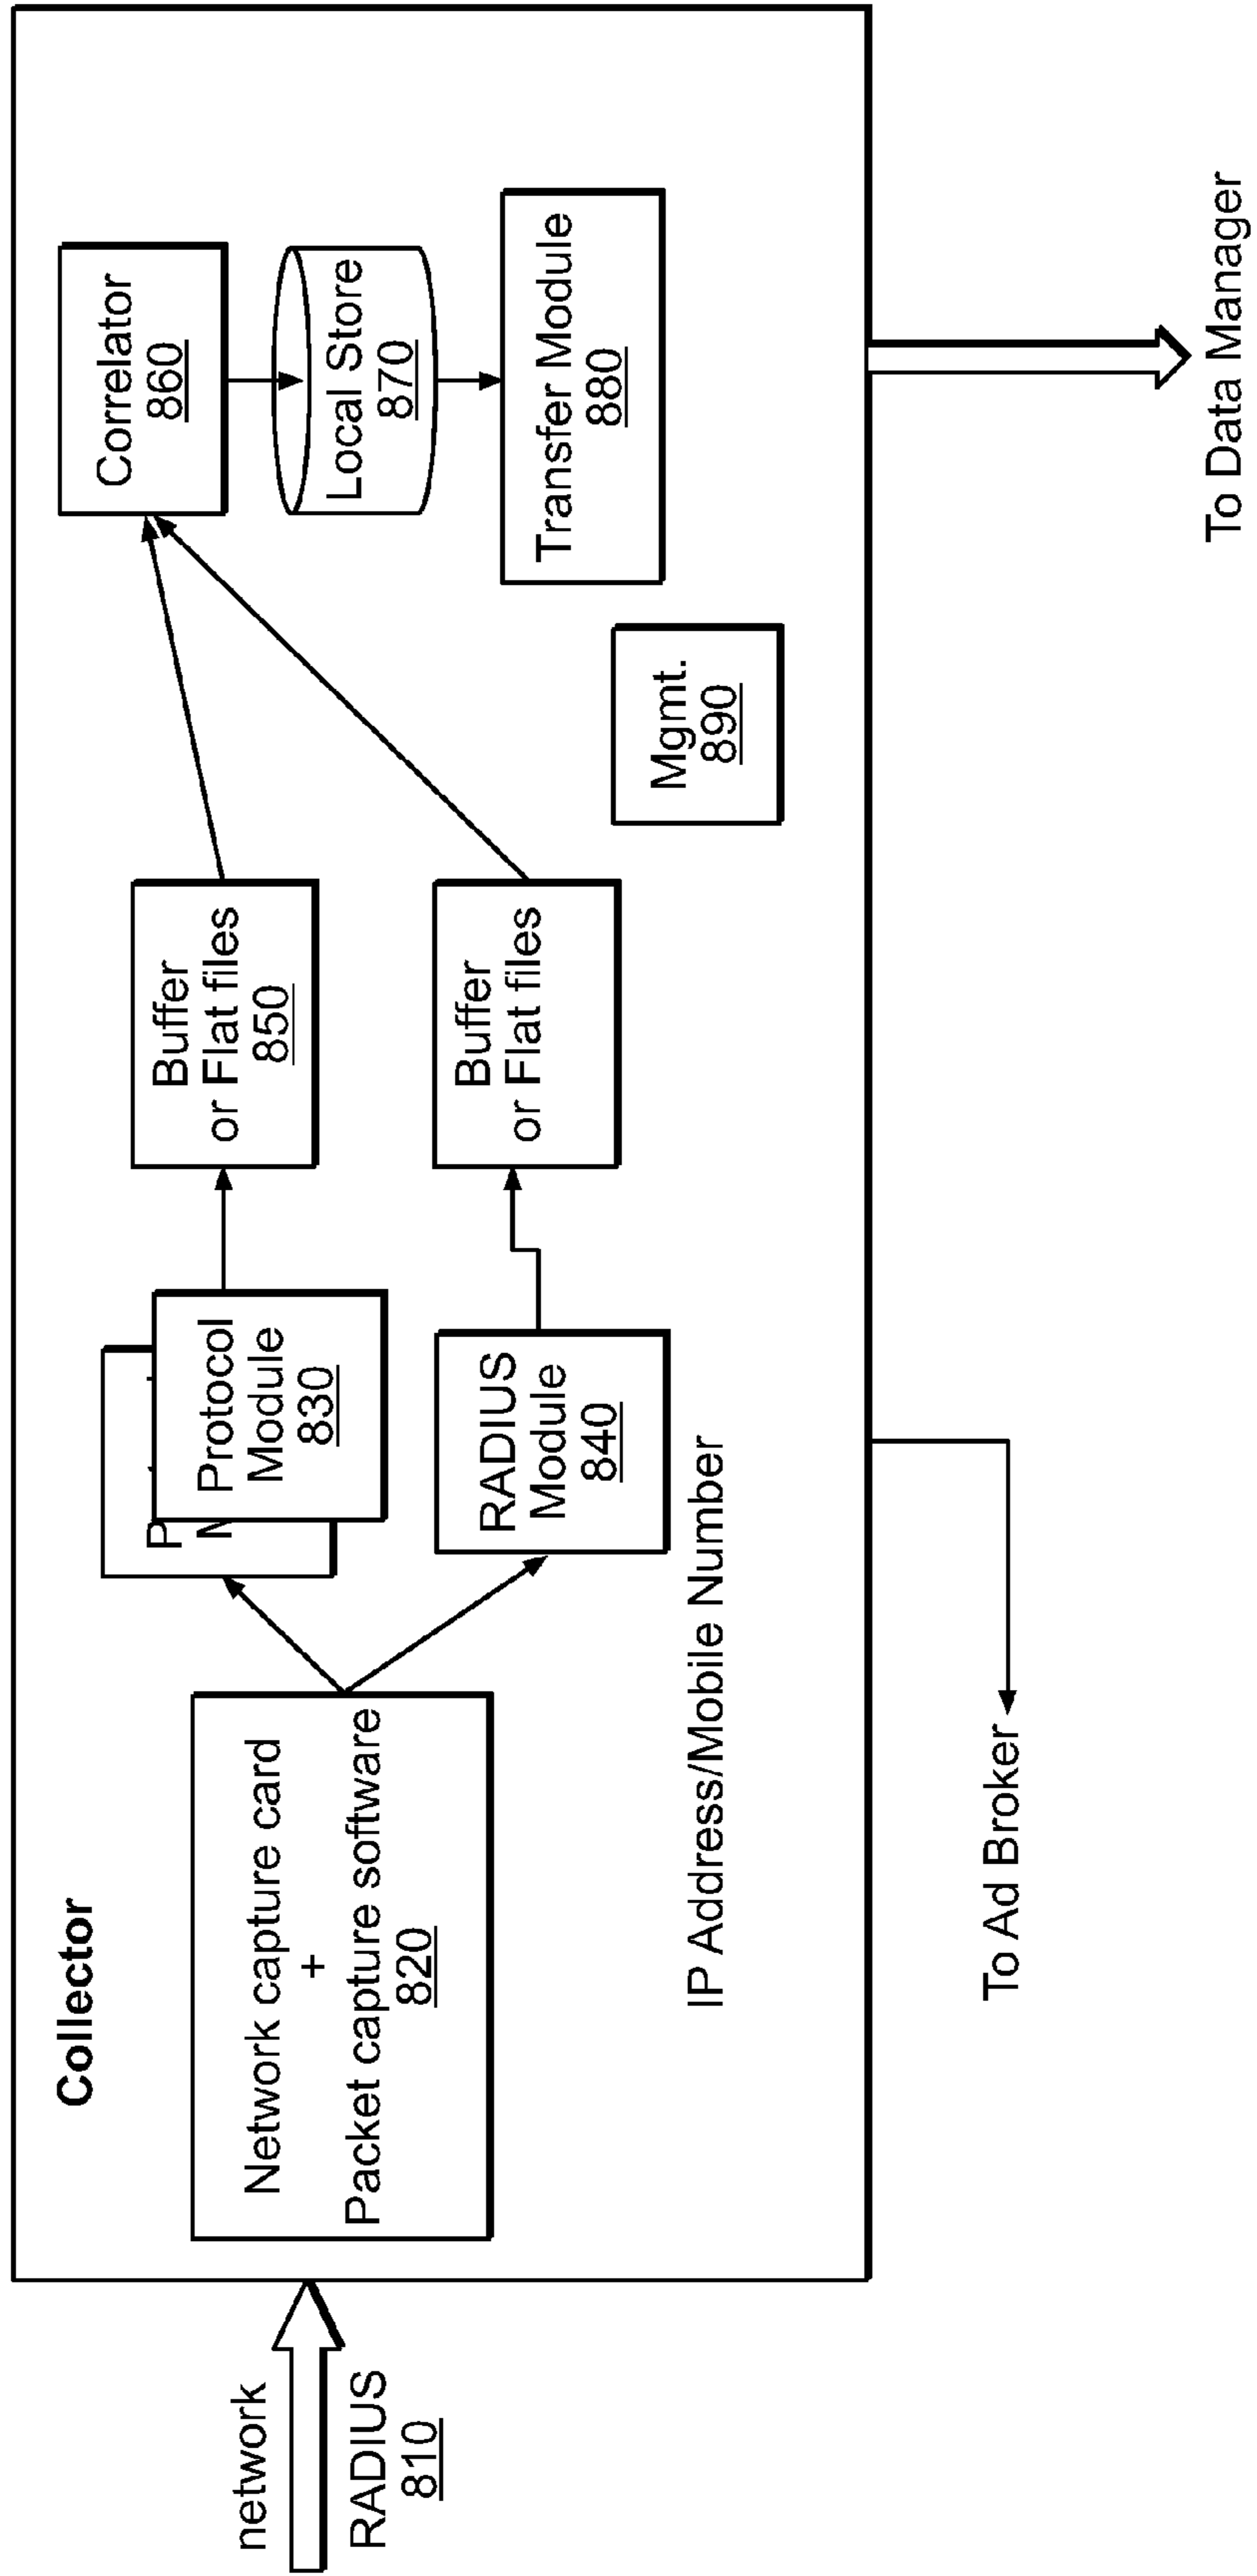 Collector
network
RADIUS
810
Network capture card
+
Packet capture software
820
P
Protocol
Module
830
RADIUS
Module
840
IP Address/Mobile Number
Buffer
or Flat files
850
Buffer
or Flat files
Correlator
860
Local Store
870
Transfer Module
880
Mgmt.
890
To Ad Broker
To Data Manager